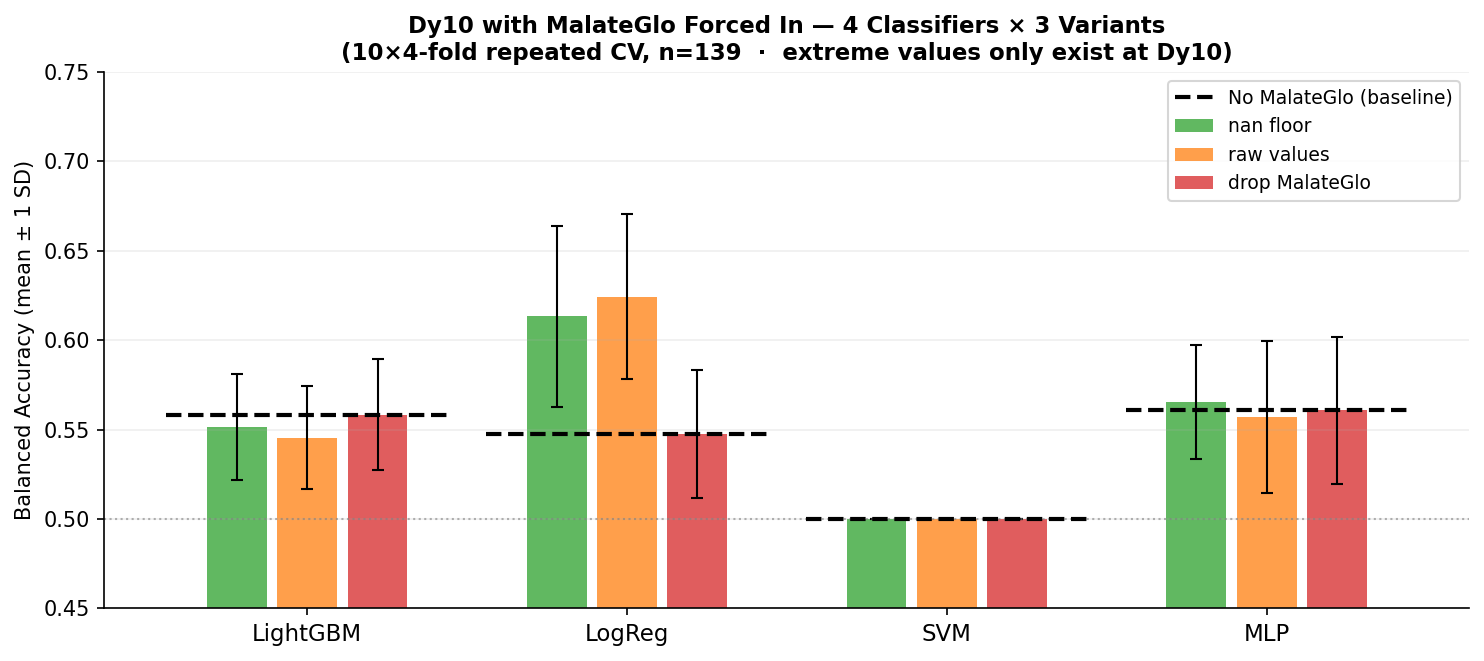 Dy10 with MalateGlo Forced In — 4 Classifiers × 3 Variants
(10×4-fold repeated CV, n=139 · extreme values only exist at Dy10)
Balanced Accuracy (mean ± 1 SD)
0.75
0.70
0.65
0.60
0.55
0.50
0.45
No MalateGlo (baseline)
nan floor
raw values
drop MalateGlo
LightGBM
LogReg
SVM
MLP